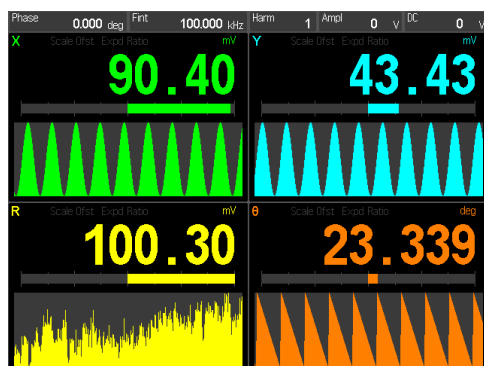 Phase 0.000 deg Fint 100.000 kHz Harm 1 Ampl 0 V DC 0 V
X Scale Ofst Expd Ratio mV
90.40
Y Scale Ofst Expd Ratio mV
43.43
R Scale Ofst Expd Ratio mV
100.30
θ Scale Ofst Expd Ratio deg
23.339